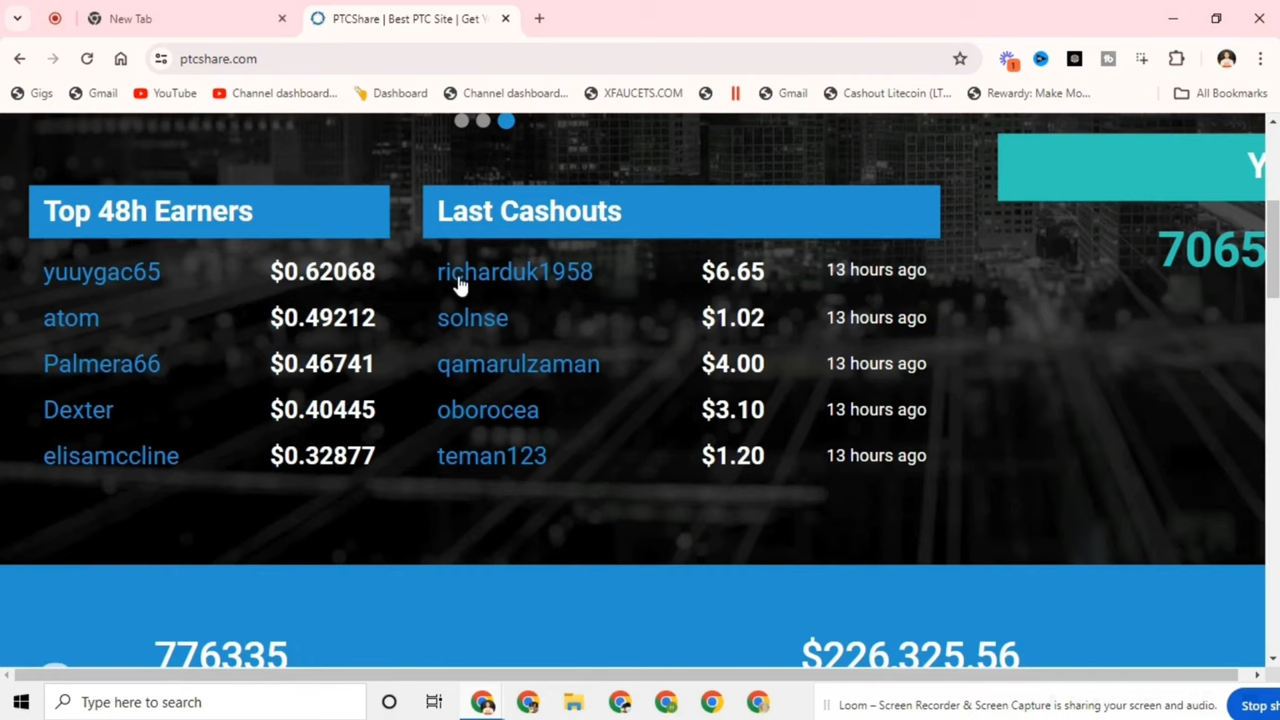 New Tab
PTCShare | Best PTC Site | Get Y
ptcshare.com
1
Gigs
Gmail
YouTube
Channel dashboard...
Dashboard
Channel dashboard...
XFAUCETS.COM
Gmail
Cashout Litecoin (LT...
Rewardy: Make Mo...
All Bookmarks
Y
7065
Top 48h Earners
yuuygac65 $0.62068
atom $0.49212
Palmera66 $0.46741
Dexter $0.40445
elisamccline $0.32877
Last Cashouts
richarduk1958 $6.65 13 hours ago
solnse $1.02 13 hours ago
qamarulzaman $4.00 13 hours ago
oborocea $3.10 13 hours ago
teman123 $1.20 13 hours ago
776335
$226,325.56
Type here to search
Loom – Screen Recorder & Screen Capture is sharing your screen and audio.
Stop sh